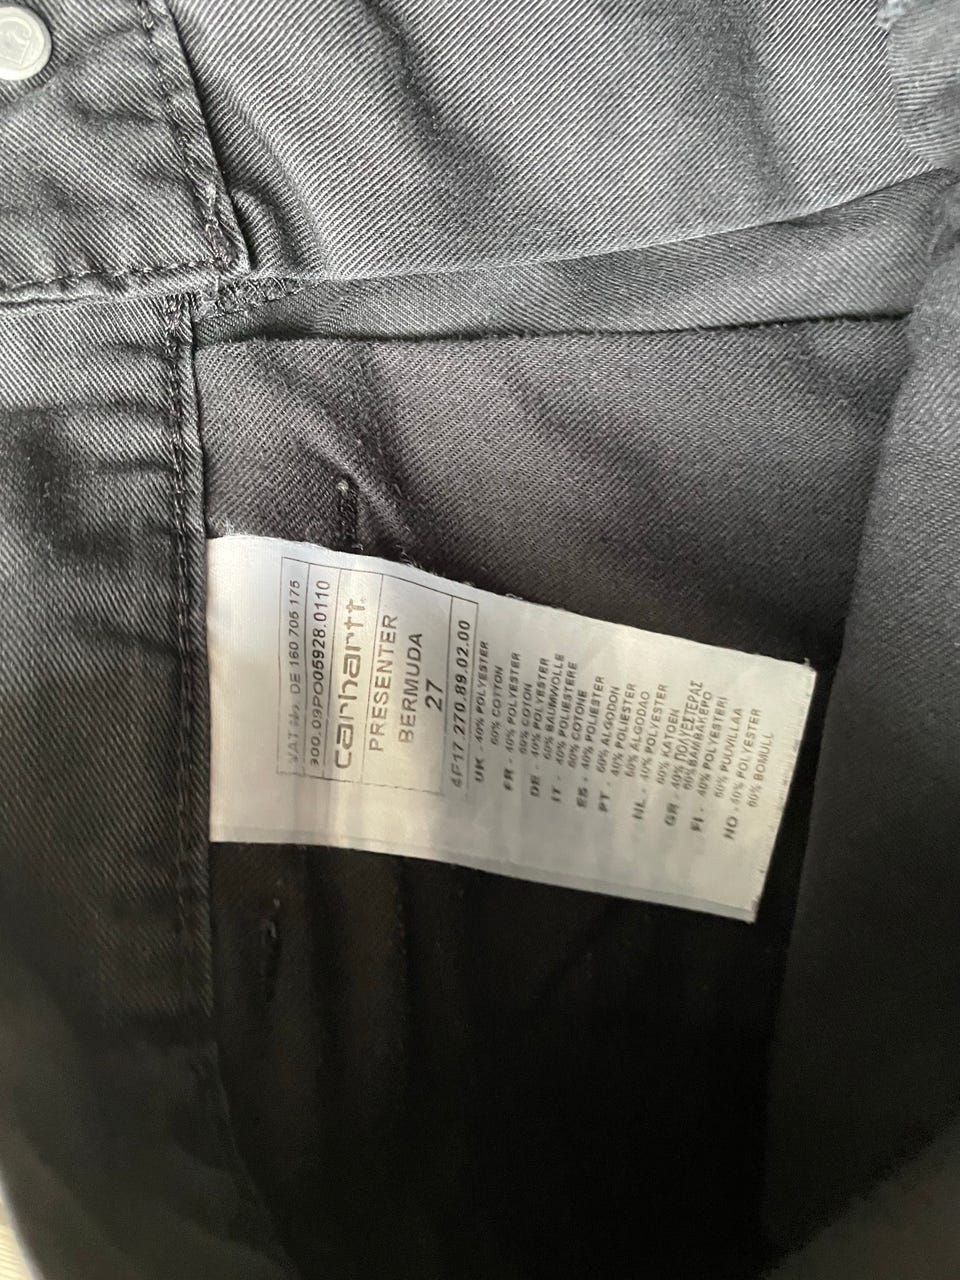 VAT No. DE 160 706 175
300.09PO05928.0110
carhartt
PRESENTER
BERMUDA
27
4F17.270.89.02.00
UK - 40% POLYESTER
60% COTTON
FR - 40% POLYESTER
60% COTON
DE - 40% POLYESTER
60% BAUMWOLLE
IT - 40% POLIESTERE
60% COTONE
ES - 40% POLIESTER
60% ALGODON
PT - 40% POLIESTER
60% ALGODAO
NL - 40% POLYESTER
60% KATOEN
GR - 40% ΠΟΛΥΕΣΤΕΡΑΣ
60% ΒΑΜΒΑΚΕΡΟ
FI - 40% POLYESTERI
60% PUUVILLAA
NO - 40% POLYESTER
60% BOMULL